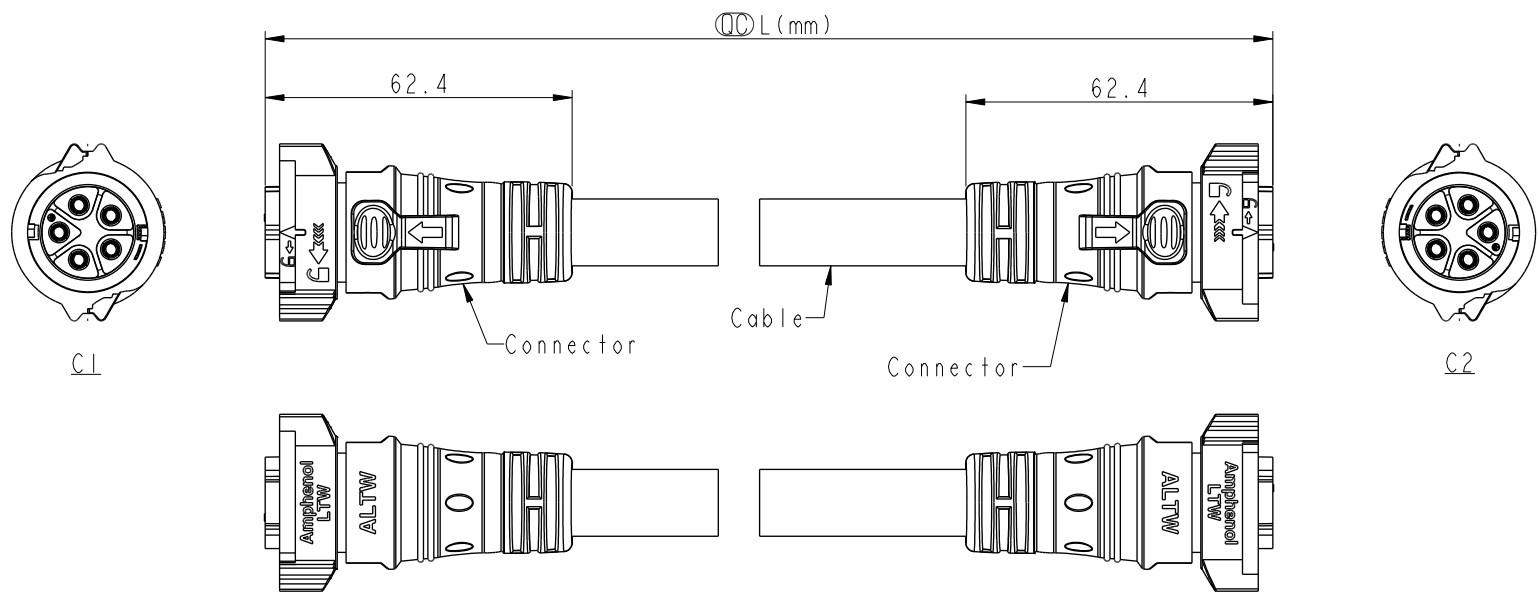 QC L(mm)
62.4
62.4
Cable
Connector
Connector
C1
C2
Amphenol
LTW
ALTW
ALTW
Amphenol
LTW